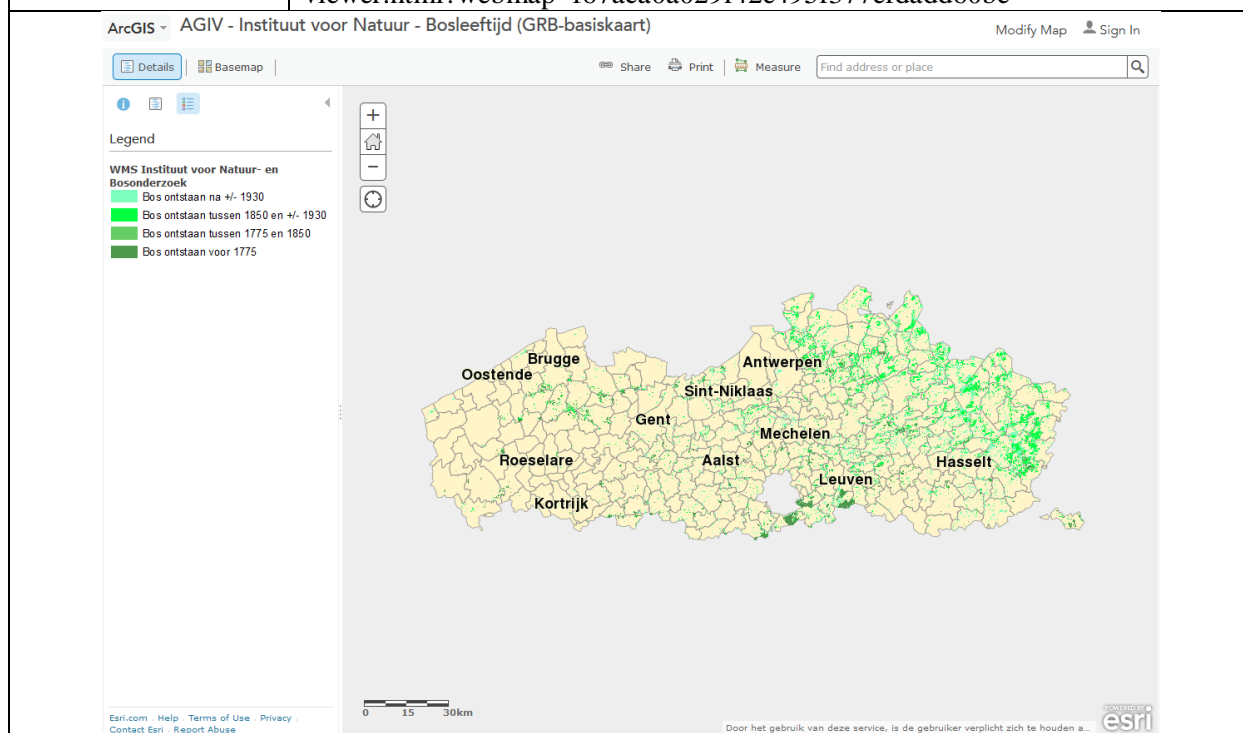 ArcGIS AGIV - Instituut voor Natuur - Bosleeftijd (GRB-basiskaart)
Modify Map Sign In
Details Basemap Share Print Measure Find address or place
Legend
WMS Instituut voor Natuur- en
Bosonderzoek
Bos ontstaan na +/- 1930
Bos ontstaan tussen 1850 en +/- 1930
Bos ontstaan tussen 1775 en 1850
Bos ontstaan voor 1775
Brugge
Oostende
Antwerpen
Sint-Niklaas
Gent
Mechelen
Roeselare
Aalst
Hasselt
Leuven
Kortrijk
0 15 30km
Esri.com . Help . Terms of Use . Privacy .
Contact Esri . Report Abuse
Door het gebruik van deze service, is de gebruiker verplicht zich te houden a...
POWERED BY
esri